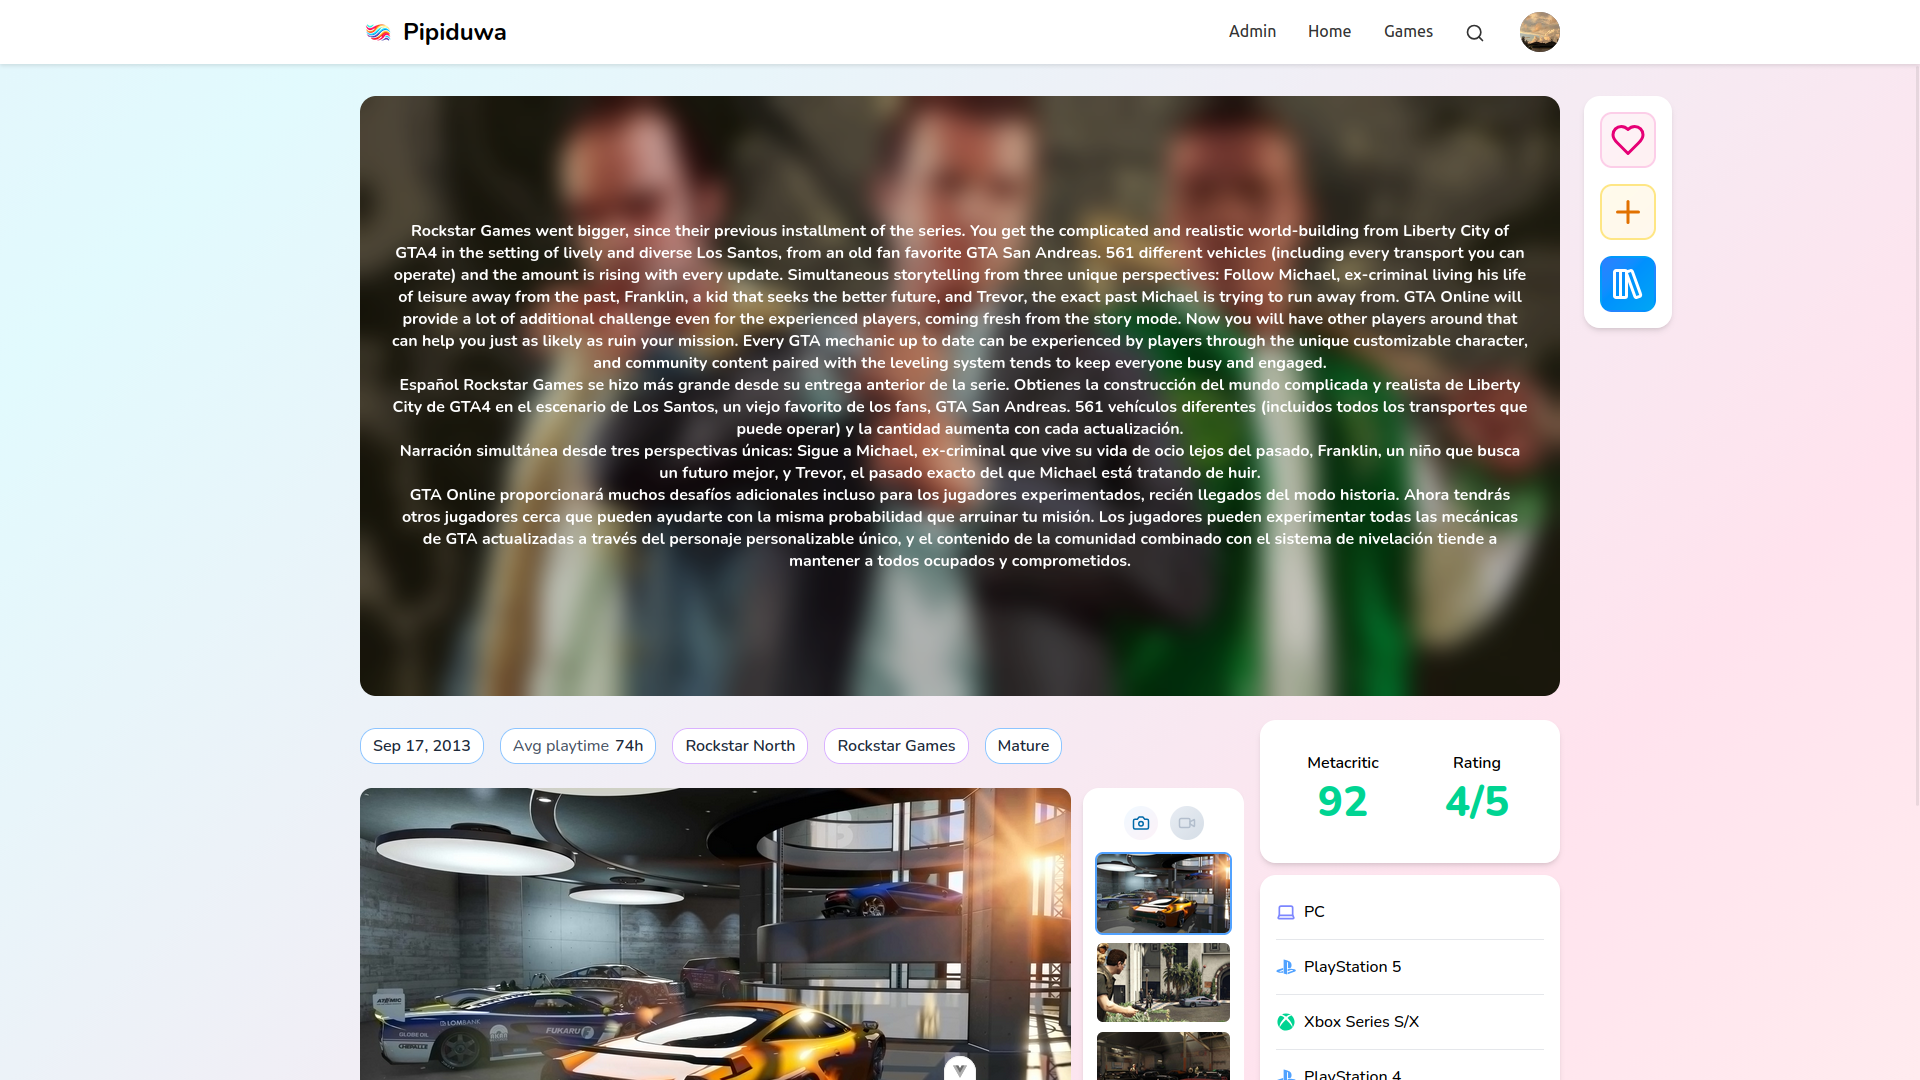 Pipiduwa
Admin
Home
Games
Rockstar Games went bigger, since their previous installment of the series. You get the complicated and realistic world-building from Liberty City of
GTA4 in the setting of lively and diverse Los Santos, from an old fan favorite GTA San Andreas. 561 different vehicles (including every transport you can
operate) and the amount is rising with every update. Simultaneous storytelling from three unique perspectives: Follow Michael, ex-criminal living his life
of leisure away from the past, Franklin, a kid that seeks the better future, and Trevor, the exact past Michael is trying to run away from. GTA Online will
provide a lot of additional challenge even for the experienced players, coming fresh from the story mode. Now you will have other players around that
can help you just as likely as ruin your mission. Every GTA mechanic up to date can be experienced by players through the unique customizable character,
and community content paired with the leveling system tends to keep everyone busy and engaged.
Español Rockstar Games se hizo más grande desde su entrega anterior de la serie. Obtienes la construcción del mundo complicada y realista de Liberty
City de GTA4 en el escenario de Los Santos, un viejo favorito de los fans, GTA San Andreas. 561 vehículos diferentes (incluidos todos los transportes que
puede operar) y la cantidad aumenta con cada actualización.
Narración simultánea desde tres perspectivas únicas: Sigue a Michael, ex-criminal que vive su vida de ocio lejos del pasado, Franklin, un niño que busca
un futuro mejor, y Trevor, el pasado exacto del que Michael está tratando de huir.
GTA Online proporcionará muchos desafíos adicionales incluso para los jugadores experimentados, recién llegados del modo historia. Ahora tendrás
otros jugadores cerca que pueden ayudarte con la misma probabilidad que arruinar tu misión. Los jugadores pueden experimentar todas las mecánicas
de GTA actualizadas a través del personaje personalizable único, y el contenido de la comunidad combinado con el sistema de nivelación tiende a
mantener a todos ocupados y comprometidos.
Sep 17, 2013
Avg playtime 74h
Rockstar North
Rockstar Games
Mature
Metacritic
92
Rating
4/5
PC
PlayStation 5
Xbox Series S/X
PlayStation 4
ATOMIC
LOMBANK
GLOBE OIL
FUKARU